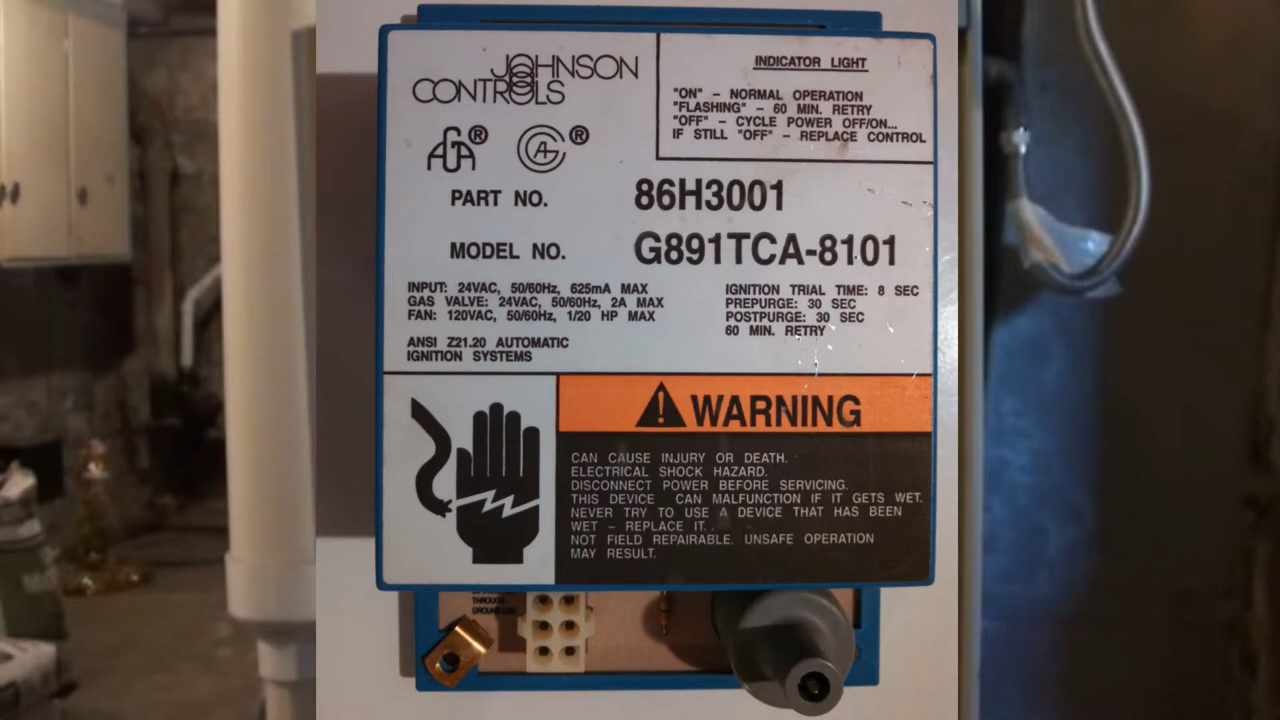 JOHNSON
CONTROLS
AGA ®
CGA ®
INDICATOR LIGHT
"ON" – NORMAL OPERATION
"FLASHING" – 60 MIN. RETRY
"OFF" – CYCLE POWER OFF/ON...
IF STILL "OFF" – REPLACE CONTROL
PART NO. 86H3001
MODEL NO. G891TCA-8101
INPUT: 24VAC, 50/60Hz, 625mA MAX
GAS VALVE: 24VAC, 50/60Hz, 2A MAX
FAN: 120VAC, 50/60Hz, 1/20 HP MAX
ANSI Z21.20 AUTOMATIC
IGNITION SYSTEMS
IGNITION TRIAL TIME: 8 SEC
PREPURGE: 30 SEC
POSTPURGE: 30 SEC
60 MIN. RETRY
WARNING
CAN CAUSE INJURY OR DEATH.
ELECTRICAL SHOCK HAZARD.
DISCONNECT POWER BEFORE SERVICING.
THIS DEVICE CAN MALFUNCTION IF IT GETS WET.
NEVER TRY TO USE A DEVICE THAT HAS BEEN
WET – REPLACE IT.
NOT FIELD REPAIRABLE. UNSAFE OPERATION
MAY RESULT.
THROUGH